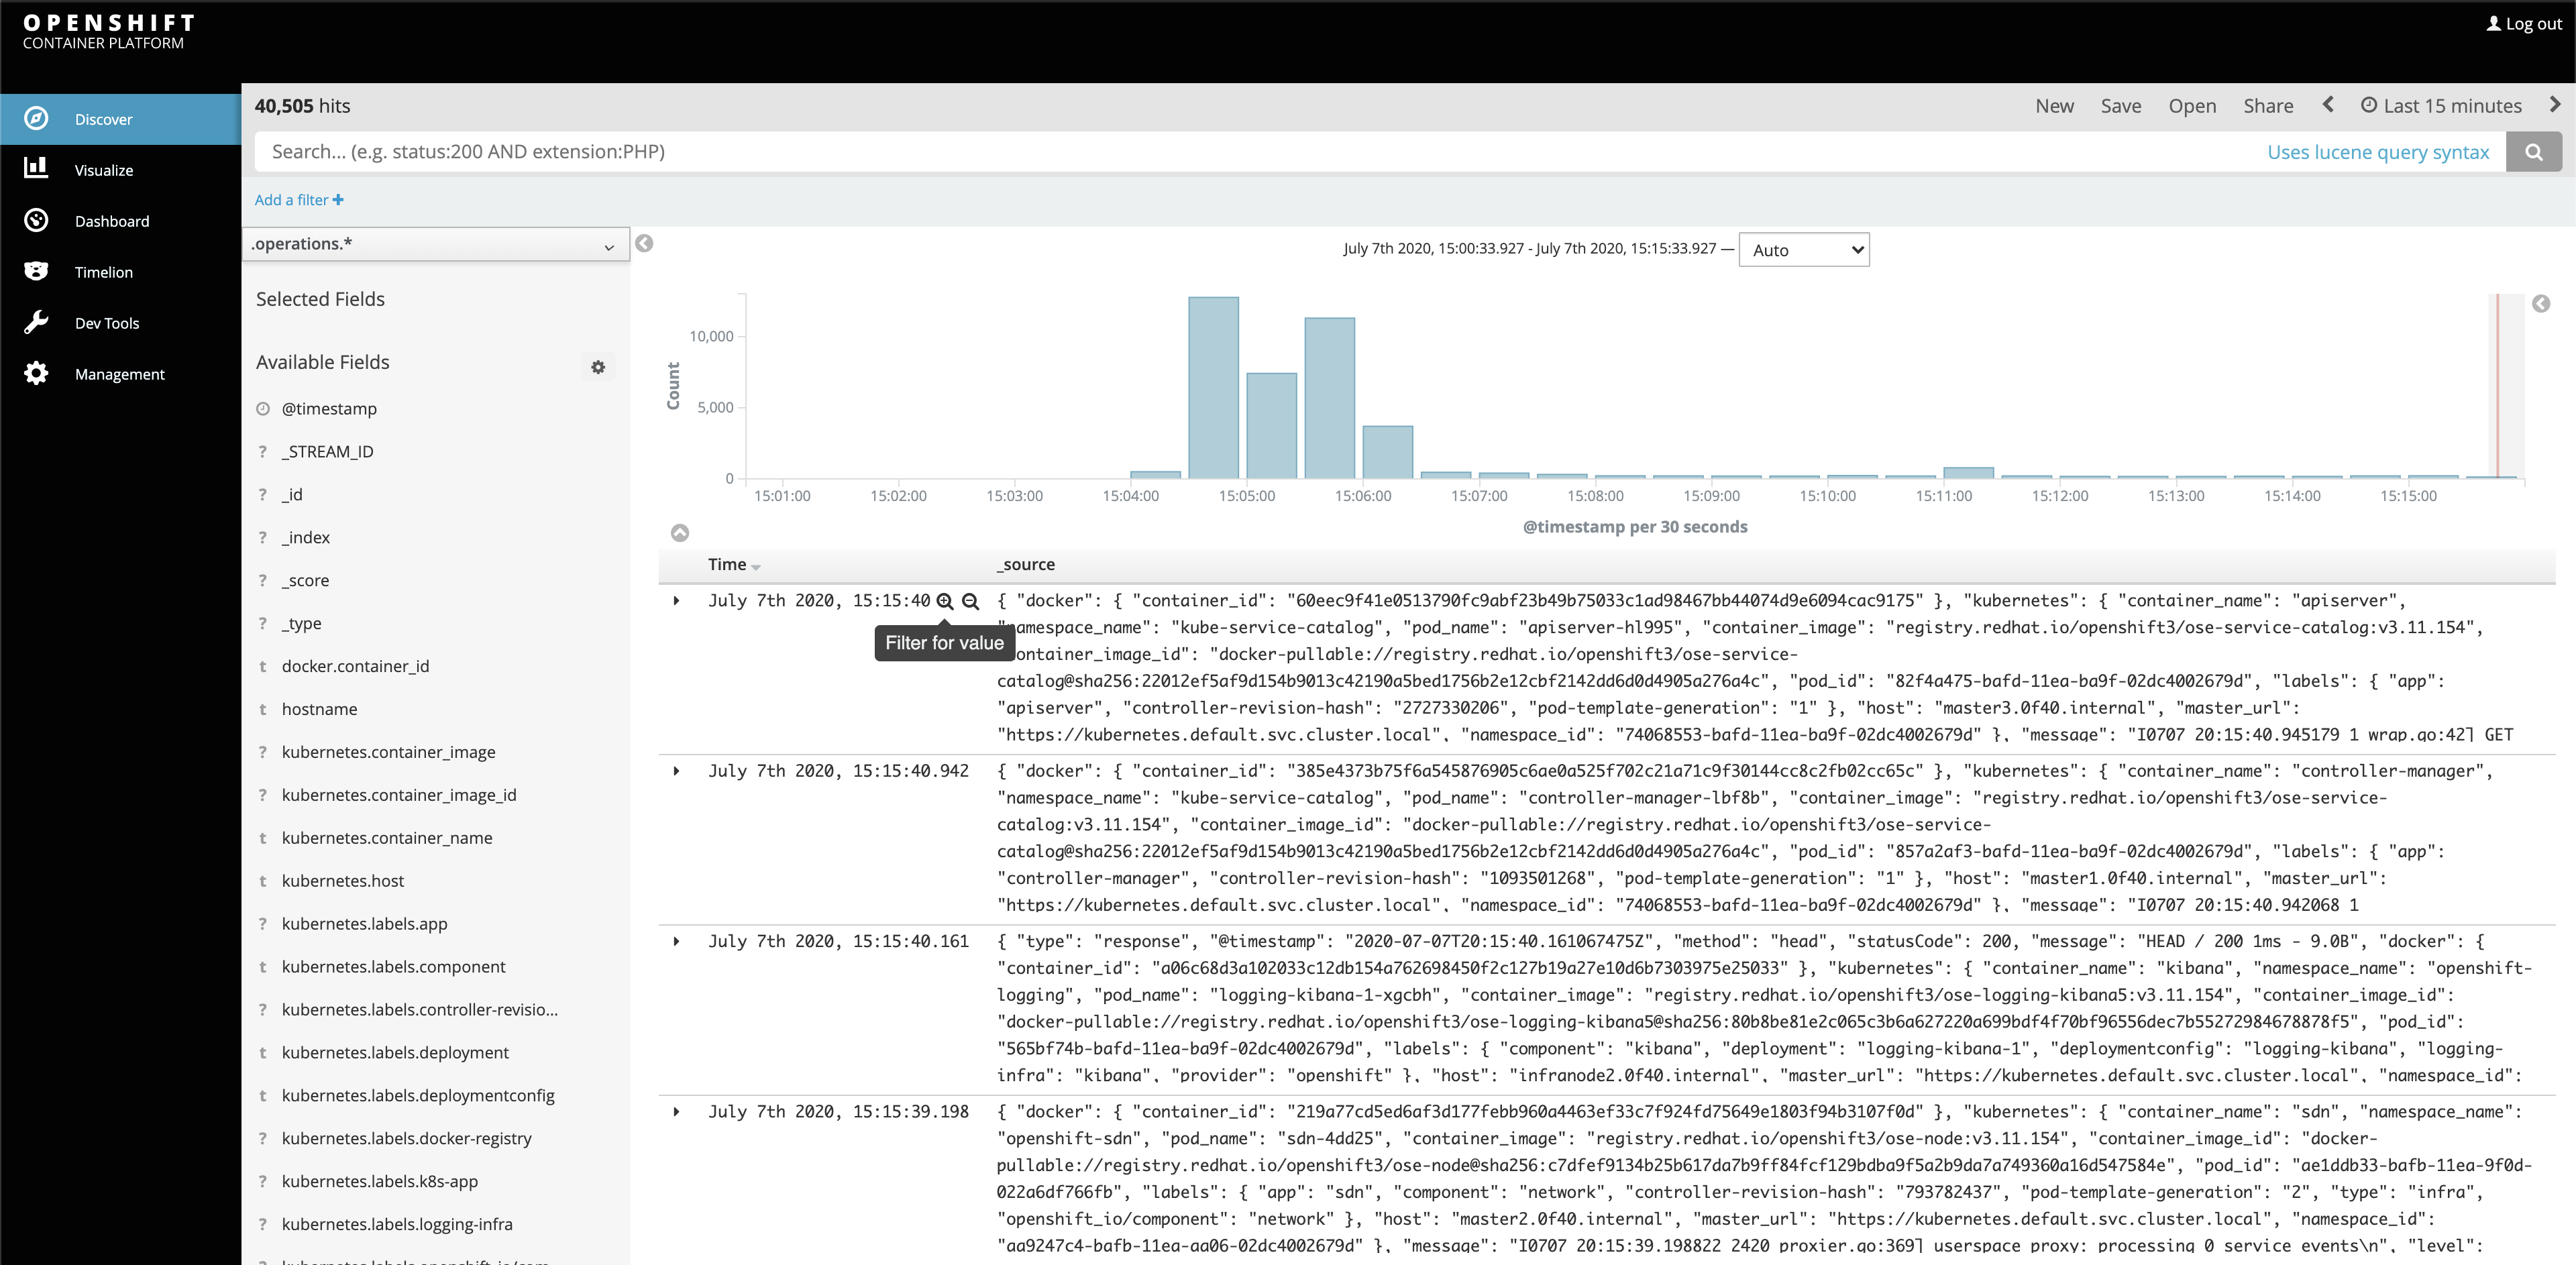 OPENSHIFT
CONTAINER PLATFORM
Log out
Discover
Visualize
Dashboard
Timelion
Dev Tools
Management
40,505 hits
New Save Open Share Last 15 minutes
Search... (e.g. status:200 AND extension:PHP) Uses lucene query syntax
Add a filter +
.operations.*
Selected Fields
Available Fields
@timestamp
? _STREAM_ID
? _id
? _index
? _score
? _type
t docker.container_id
t hostname
? kubernetes.container_image
? kubernetes.container_image_id
t kubernetes.container_name
t kubernetes.host
? kubernetes.labels.app
t kubernetes.labels.component
? kubernetes.labels.controller-revisio...
t kubernetes.labels.deployment
t kubernetes.labels.deploymentconfig
? kubernetes.labels.docker-registry
? kubernetes.labels.k8s-app
? kubernetes.labels.logging-infra
July 7th 2020, 15:00:33.927 - July 7th 2020, 15:15:33.927 — Auto
Count
10,000
5,000
0
15:01:00 15:02:00 15:03:00 15:04:00 15:05:00 15:06:00 15:07:00 15:08:00 15:09:00 15:10:00 15:11:00 15:12:00 15:13:00 15:14:00 15:15:00
@timestamp per 30 seconds
Time _source
July 7th 2020, 15:15:40 { "docker": { "container_id": "60eec9f41e0513790fc9abf23b49b75033c1ad98467bb44074d9e6094cac9175" }, "kubernetes": { "container_name": "apiserver",
Filter for value
namespace_name": "kube-service-catalog", "pod_name": "apiserver-hl995", "container_image": "registry.redhat.io/openshift3/ose-service-catalog:v3.11.154",
ontainer_image_id": "docker-pullable://registry.redhat.io/openshift3/ose-service-
catalog@sha256:22012ef5af9d154b9013c42190a5bed1756b2e12cbf2142dd6d0d4905a276a4c", "pod_id": "82f4a475-bafd-11ea-ba9f-02dc4002679d", "labels": { "app":
"apiserver", "controller-revision-hash": "2727330206", "pod-template-generation": "1" }, "host": "master3.0f40.internal", "master_url":
"https://kubernetes.default.svc.cluster.local", "namespace_id": "74068553-bafd-11ea-ba9f-02dc4002679d" }, "message": "I0707 20:15:40.945179 1 wrap.go:42] GET
July 7th 2020, 15:15:40.942 { "docker": { "container_id": "385e4373b75f6a545876905c6ae0a525f702c21a71c9f30144cc8c2fb02cc65c" }, "kubernetes": { "container_name": "controller-manager",
"namespace_name": "kube-service-catalog", "pod_name": "controller-manager-lbf8b", "container_image": "registry.redhat.io/openshift3/ose-service-
catalog:v3.11.154", "container_image_id": "docker-pullable://registry.redhat.io/openshift3/ose-service-
catalog@sha256:22012ef5af9d154b9013c42190a5bed1756b2e12cbf2142dd6d0d4905a276a4c", "pod_id": "857a2af3-bafd-11ea-ba9f-02dc4002679d", "labels": { "app":
"controller-manager", "controller-revision-hash": "1093501268", "pod-template-generation": "1" }, "host": "master1.0f40.internal", "master_url":
"https://kubernetes.default.svc.cluster.local", "namespace_id": "74068553-bafd-11ea-ba9f-02dc4002679d" }, "message": "I0707 20:15:40.942068 1
July 7th 2020, 15:15:40.161 { "type": "response", "@timestamp": "2020-07-07T20:15:40.161067475Z", "method": "head", "statusCode": 200, "message": "HEAD / 200 1ms - 9.0B", "docker": {
"container_id": "a06c68d3a102033c12db154a762698450f2c127b19a27e10d6b7303975e25033" }, "kubernetes": { "container_name": "kibana", "namespace_name": "openshift-
logging", "pod_name": "logging-kibana-1-xgcbh", "container_image": "registry.redhat.io/openshift3/ose-logging-kibana5:v3.11.154", "container_image_id":
"docker-pullable://registry.redhat.io/openshift3/ose-logging-kibana5@sha256:80b8be81e2c065c3b6a627220a699bdf4f70bf96556dec7b55272984678878f5", "pod_id":
"565bf74b-bafd-11ea-ba9f-02dc4002679d", "labels": { "component": "kibana", "deployment": "logging-kibana-1", "deploymentconfig": "logging-kibana", "logging-
infra": "kibana", "provider": "openshift" }, "host": "infranode2.0f40.internal", "master_url": "https://kubernetes.default.svc.cluster.local", "namespace_id":
July 7th 2020, 15:15:39.198 { "docker": { "container_id": "219a77cd5ed6af3d177febb960a4463ef33c7f924fd75649e1803f94b3107f0d" }, "kubernetes": { "container_name": "sdn", "namespace_name":
"openshift-sdn", "pod_name": "sdn-4dd25", "container_image": "registry.redhat.io/openshift3/ose-node:v3.11.154", "container_image_id": "docker-
pullable://registry.redhat.io/openshift3/ose-node@sha256:c7dfef9134b25b617da7b9ff84fcf129bdba9f5a2b9da7a749360a16d547584e", "pod_id": "ae1ddb33-bafb-11ea-9f0d-
022a6df766fb", "labels": { "app": "sdn", "component": "network", "controller-revision-hash": "793782437", "pod-template-generation": "2", "type": "infra",
"openshift_io/component": "network" }, "host": "master2.0f40.internal", "master_url": "https://kubernetes.default.svc.cluster.local", "namespace_id":
"aa9247c4-bafb-11ea-aa06-02dc4002679d" }, "message": "I0707 20:15:39.198822 2420 proxier.go:369] userspace proxy: processing 0 service events\n", "level":